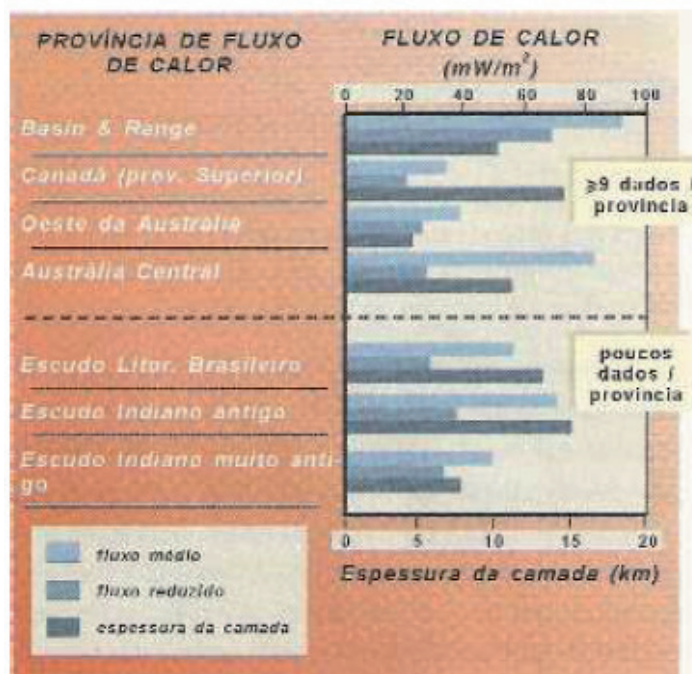 PROVÍNCIA DE FLUXO
DE CALOR
FLUXO DE CALOR
(mW/m²)
0 20 40 60 80 100
Basin & Range
Canadá (prov. Superior)
Oeste da Austrália
Austrália Central
≥9 dados /
província
Escudo Litor. Brasileiro
Escudo Indiano antigo
Escudo Indiano muito anti-
go
poucos
dados /
província
0 5 10 15 20
Espessura da camada (km)
fluxo médio
fluxo reduzido
espessura da camada